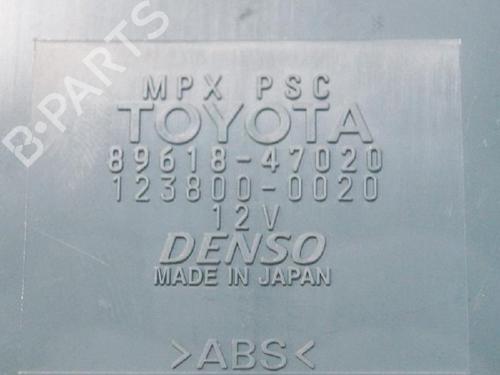 B-PARTS
MPX PSC
TOYOTA
89618-47020
123800-0020
12V
DENSO
MADE IN JAPAN
>ABS<